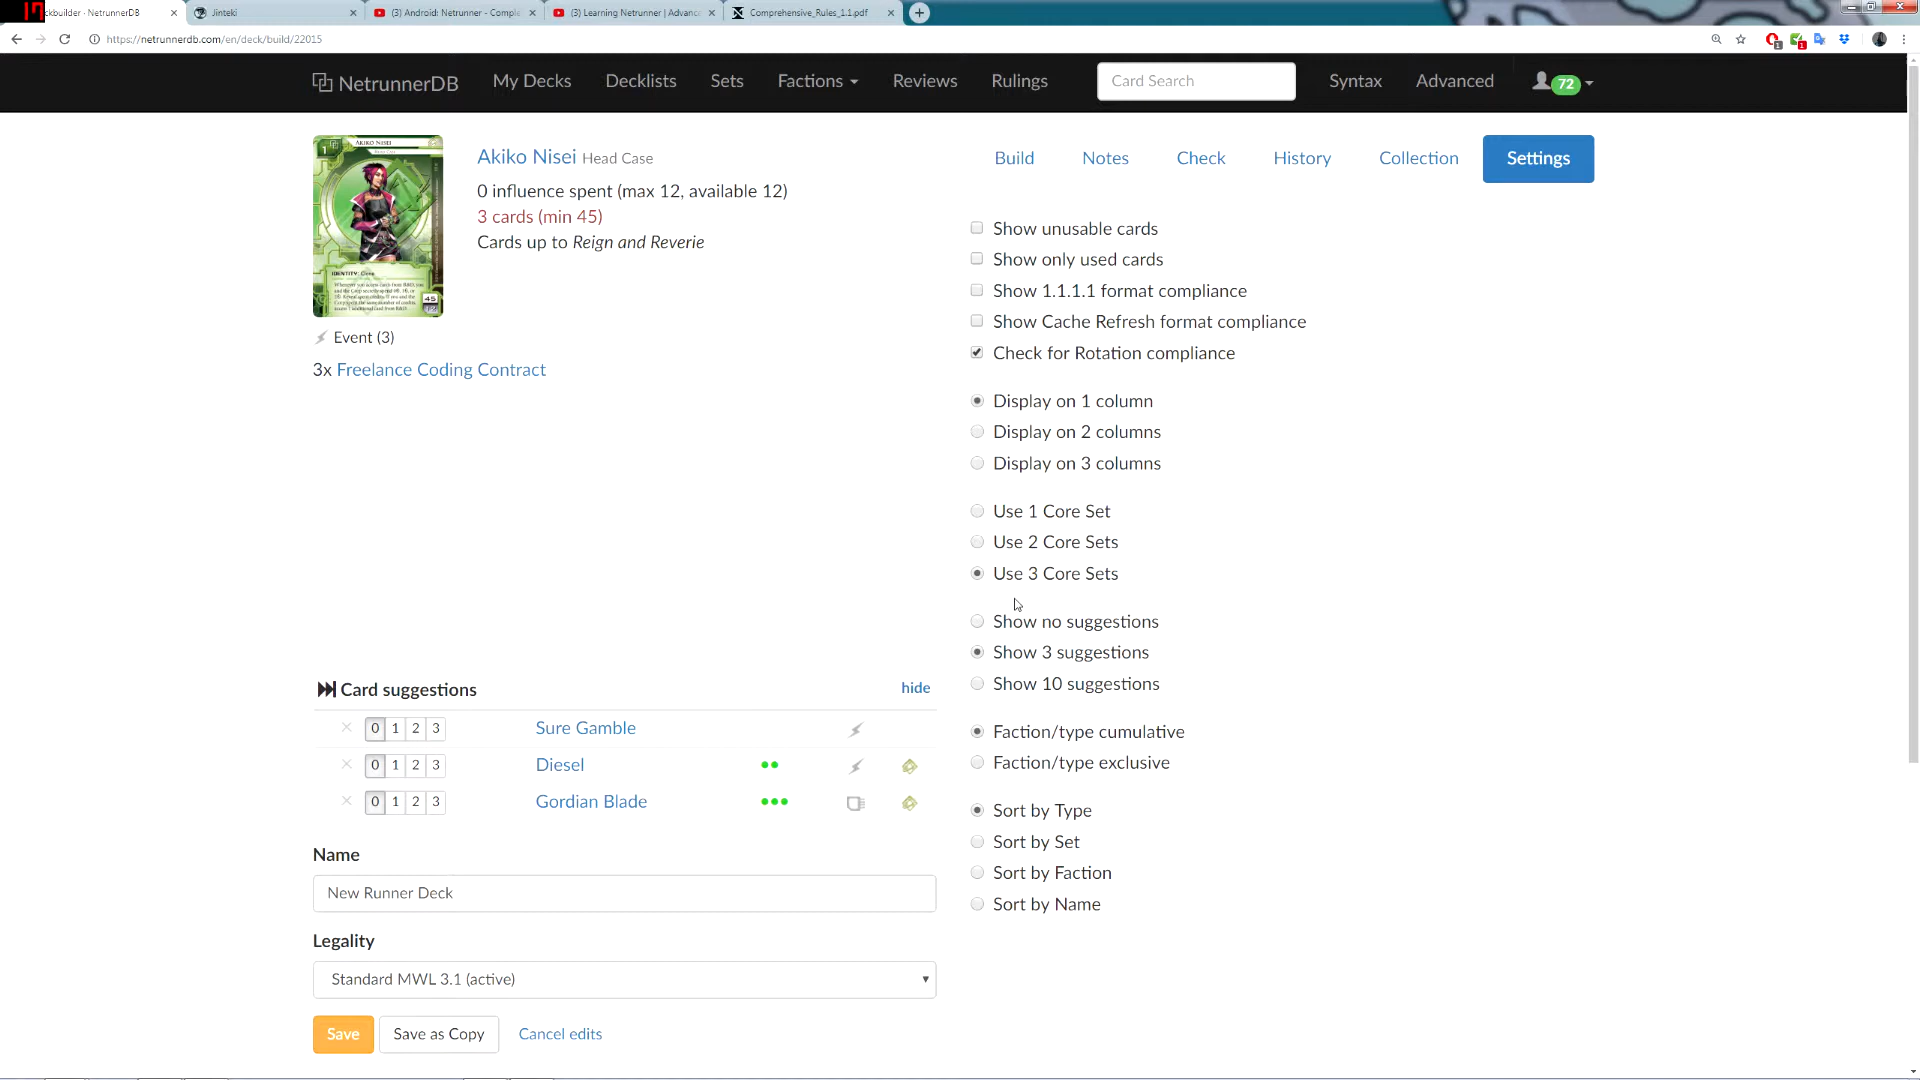 ckbuilder · NetrunnerDB
Jinteki
(3) Android: Netrunner - Comple
(3) Learning Netrunner | Advanc
Comprehensive_Rules_1.1.pdf
https://netrunnerdb.com/en/deck/build/22015
NetrunnerDB
My Decks
Decklists
Sets
Factions
Reviews
Rulings
Card Search
Syntax
Advanced
72
Akiko Nisei Head Case
0 influence spent (max 12, available 12)
3 cards (min 45)
Cards up to Reign and Reverie
Event (3)
3x Freelance Coding Contract
Card suggestions
hide
0 1 2 3 Sure Gamble
0 1 2 3 Diesel
0 1 2 3 Gordian Blade
Name
New Runner Deck
Legality
Standard MWL 3.1 (active)
Save
Save as Copy
Cancel edits
Build
Notes
Check
History
Collection
Settings
Show unusable cards
Show only used cards
Show 1.1.1.1 format compliance
Show Cache Refresh format compliance
Check for Rotation compliance
Display on 1 column
Display on 2 columns
Display on 3 columns
Use 1 Core Set
Use 2 Core Sets
Use 3 Core Sets
Show no suggestions
Show 3 suggestions
Show 10 suggestions
Faction/type cumulative
Faction/type exclusive
Sort by Type
Sort by Set
Sort by Faction
Sort by Name